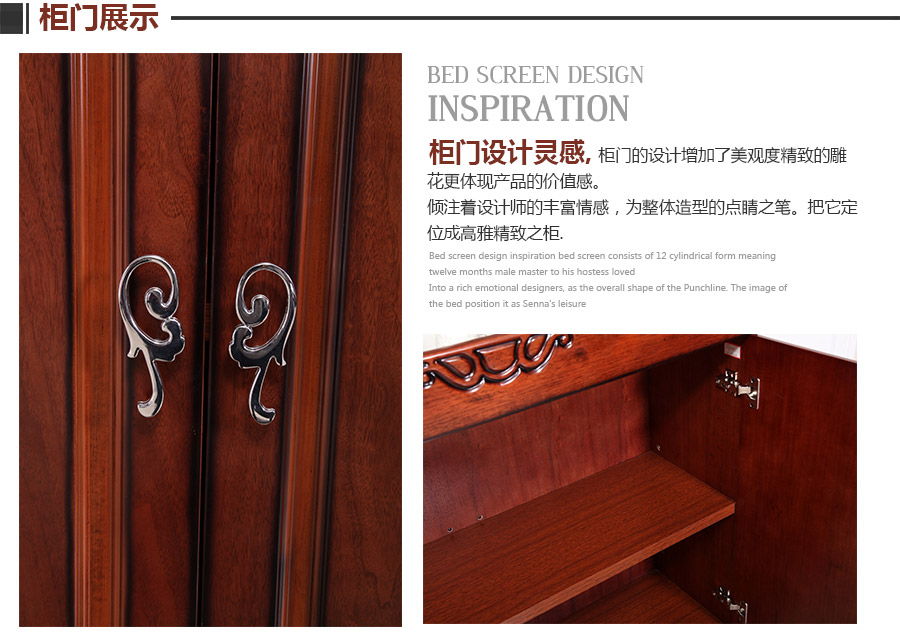 柜门展示
BED SCREEN DESIGN
INSPIRATION
柜门设计灵感, 柜门的设计增加了美观度精致的雕
花更体现产品的价值感。
倾注着设计师的丰富情感，为整体造型的点睛之笔。把它定
位成高雅精致之柜.
Bed screen design inspiration bed screen consists of 12 cylindrical form meaning
twelve months male master to his hostess loved
Into a rich emotional designers, as the overall shape of the Punchline. The image of
the bed position it as Senna's leisure